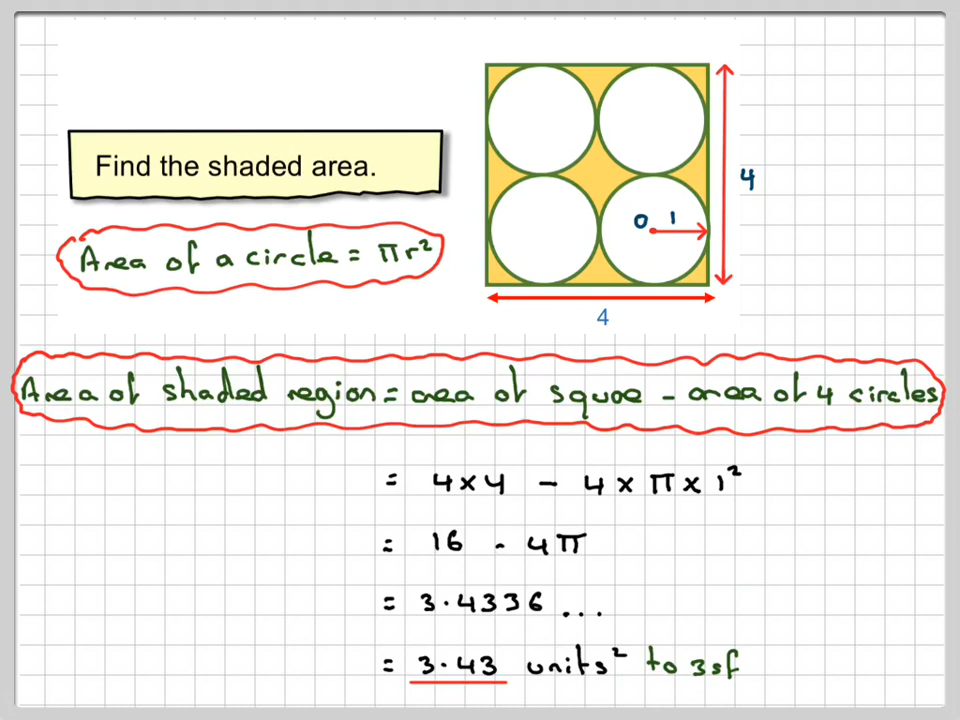 Find the shaded area.
Area of a circle = πr²
4
0 1
4
Area of shaded region = area of square - area of 4 circles
= 4 × 4 - 4 × π × 1²
= 16 - 4π
= 3.4336 ...
= 3.43 units² to 3sf